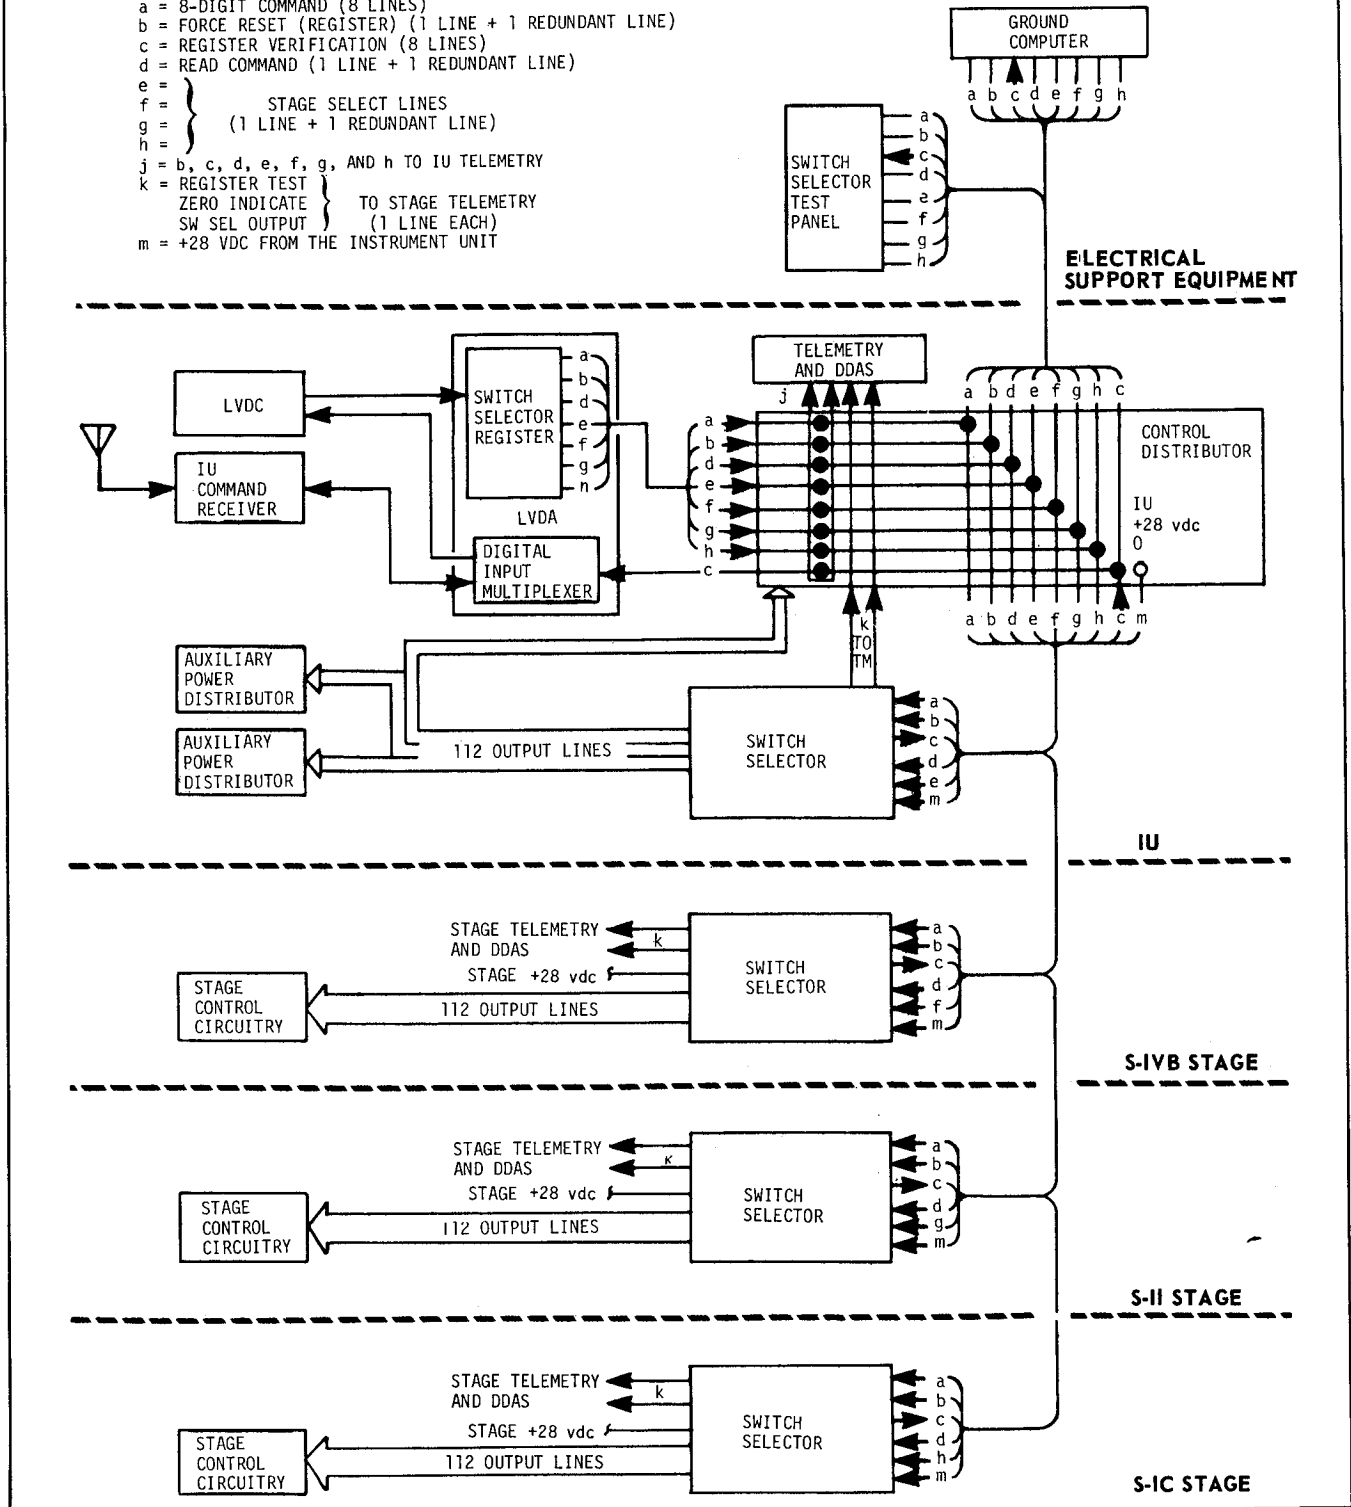 a = 8-DIGIT COMMAND (8 LINES)
b = FORCE RESET (REGISTER) (1 LINE + 1 REDUNDANT LINE)
c = REGISTER VERIFICATION (8 LINES)
d = READ COMMAND (1 LINE + 1 REDUNDANT LINE)
e =
f = STAGE SELECT LINES
g = (1 LINE + 1 REDUNDANT LINE)
h =
j = b, c, d, e, f, g, AND h TO IU TELEMETRY
k = REGISTER TEST
ZERO INDICATE TO STAGE TELEMETRY
SW SEL OUTPUT (1 LINE EACH)
m = +28 VDC FROM THE INSTRUMENT UNIT
GROUND
COMPUTER
a b c d e f g h
SWITCH
SELECTOR
TEST
PANEL
a
b
c
d
e
f
g
h
ELECTRICAL
SUPPORT EQUIPMENT
LVDC
IU
COMMAND
RECEIVER
SWITCH
SELECTOR
REGISTER
a
b
d
e
f
g
n
LVDA
DIGITAL
INPUT
MULTIPLEXER
TELEMETRY
AND DDAS
j
a
b
d
e
f
g
h
c
a b d e f g h c
CONTROL
DISTRIBUTOR
IU
+28 vdc
O
a b d e f g h c m
k
TO
TM
AUXILIARY
POWER
DISTRIBUTOR
AUXILIARY
POWER
DISTRIBUTOR
112 OUTPUT LINES
SWITCH
SELECTOR
a
b
c
d
e
m
IU
STAGE TELEMETRY
AND DDAS
k
STAGE +28 vdc
112 OUTPUT LINES
STAGE
CONTROL
CIRCUITRY
SWITCH
SELECTOR
a
b
c
d
f
m
S-IVB STAGE
STAGE TELEMETRY
AND DDAS
k
STAGE +28 vdc
112 OUTPUT LINES
STAGE
CONTROL
CIRCUITRY
SWITCH
SELECTOR
a
b
c
d
g
m
S-II STAGE
STAGE TELEMETRY
AND DDAS
k
STAGE +28 vdc
112 OUTPUT LINES
STAGE
CONTROL
CIRCUITRY
SWITCH
SELECTOR
a
b
c
d
h
m
S-IC STAGE